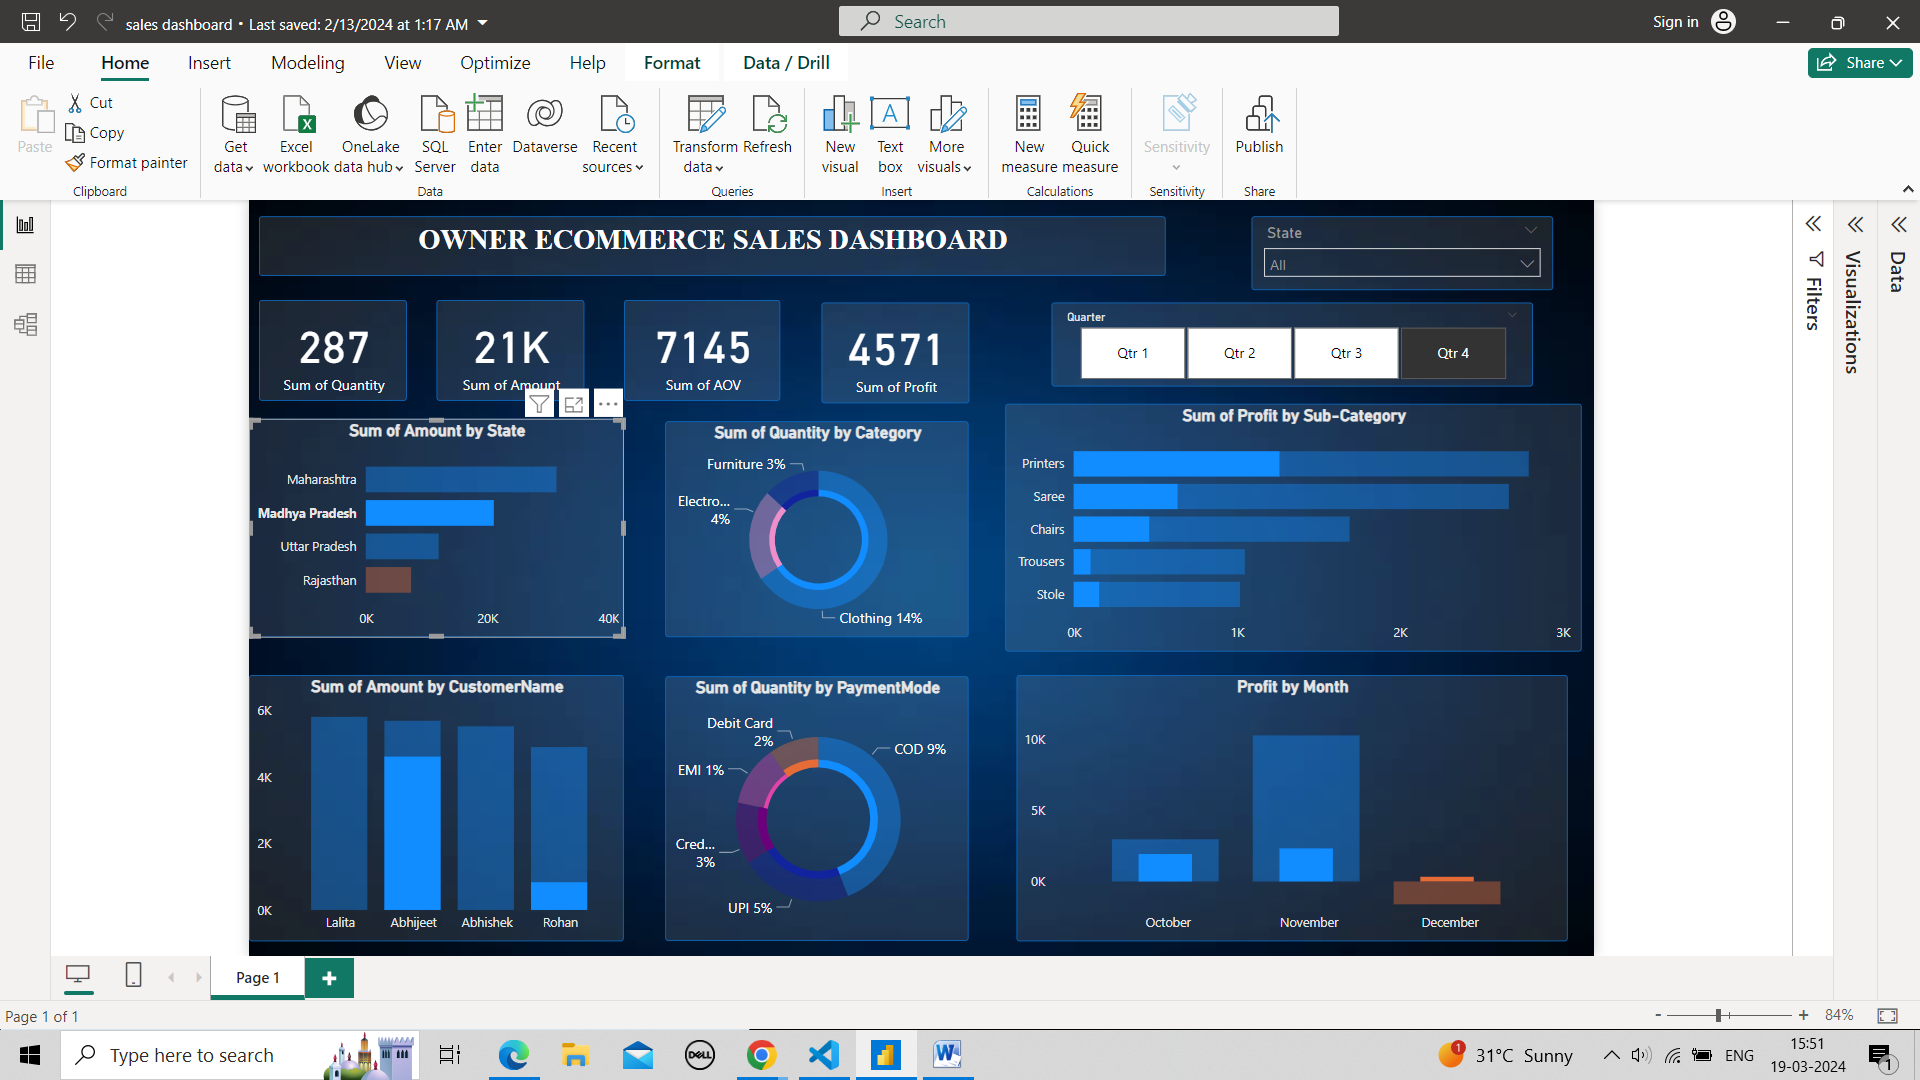 sales dashboard • Last saved: 2/13/2024 at 1:17 AM
Search
Sign in
File Home Insert Modeling View Optimize Help Format Data / Drill
Share
Paste
Cut
Copy
Format painter
Clipboard
Get data
Excel workbook
OneLake data hub
SQL Server
Enter data
Dataverse
Recent sources
Data
Transform data
Refresh
Queries
New visual
Text box
More visuals
Insert
New measure
Quick measure
Calculations
Sensitivity
Sensitivity
Publish
Share
OWNER ECOMMERCE SALES DASHBOARD
State
All
287
Sum of Quantity
21K
Sum of Amount
7145
Sum of AOV
4571
Sum of Profit
Quarter
Qtr 1 Qtr 2 Qtr 3 Qtr 4
Sum of Amount by State
Maharashtra
Madhya Pradesh
Uttar Pradesh
Rajasthan
0K 20K 40K
Sum of Quantity by Category
Furniture 3%
Electro...
4%
Clothing 14%
Sum of Profit by Sub-Category
Printers
Saree
Chairs
Trousers
Stole
0K 1K 2K 3K
Sum of Amount by CustomerName
6K
4K
2K
0K
Lalita Abhijeet Abhishek Rohan
Sum of Quantity by PaymentMode
Debit Card
2%
COD 9%
EMI 1%
Cred...
3%
UPI 5%
Profit by Month
10K
5K
0K
October November December
Filters
Visualizations
Data
Page 1
Page 1 of 1
- + 84%
Type here to search
DELL
1
31°C Sunny
ENG
15:51
19-03-2024
1